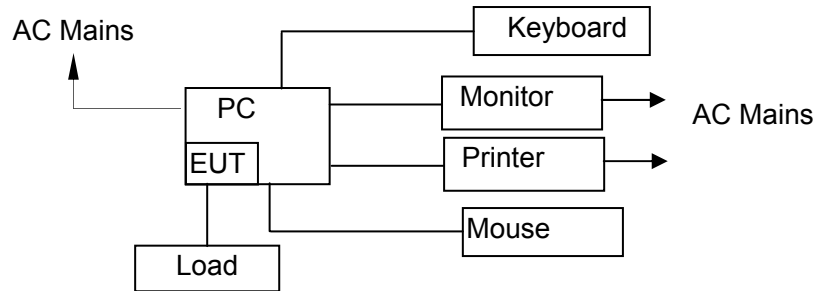 AC Mains
Keyboard
PC
Monitor
AC Mains
EUT
Printer
Mouse
Load